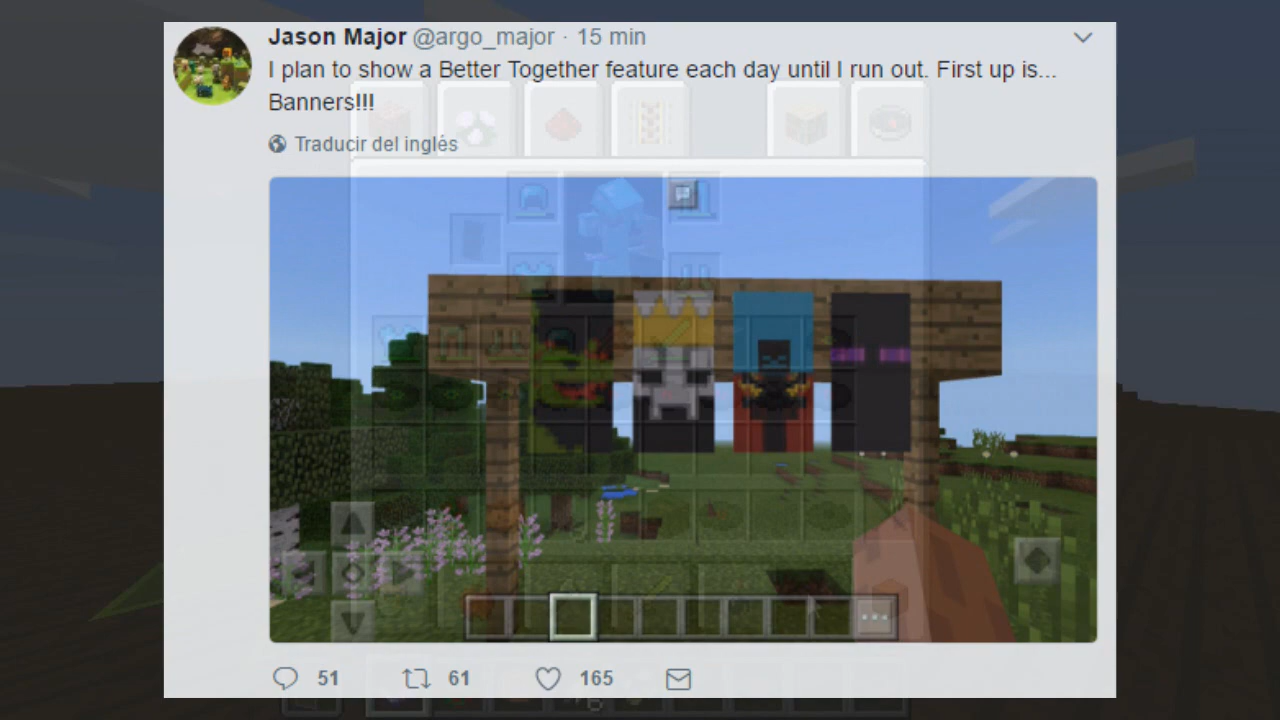 Jason Major @argo_major · 15 min
I plan to show a Better Together feature each day until I run out. First up is...
Banners!!!
Traducir del inglés
51 61 165